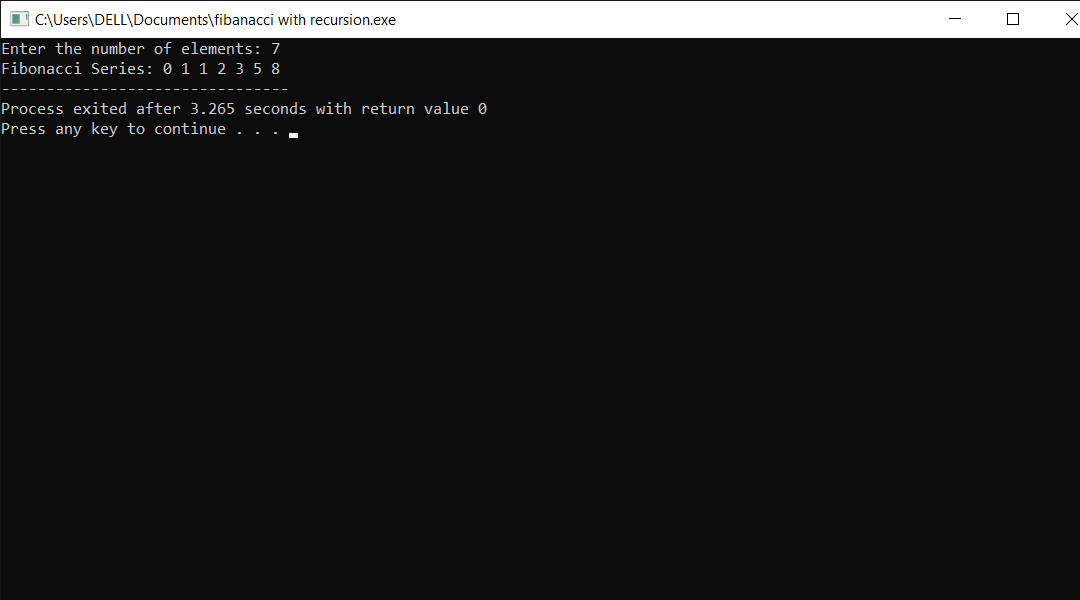 C:\Users\DELL\Documents\fibanacci with recursion.exe
Enter the number of elements: 7
Fibonacci Series: 0 1 1 2 3 5 8
--------------------------------
Process exited after 3.265 seconds with return value 0
Press any key to continue . . .